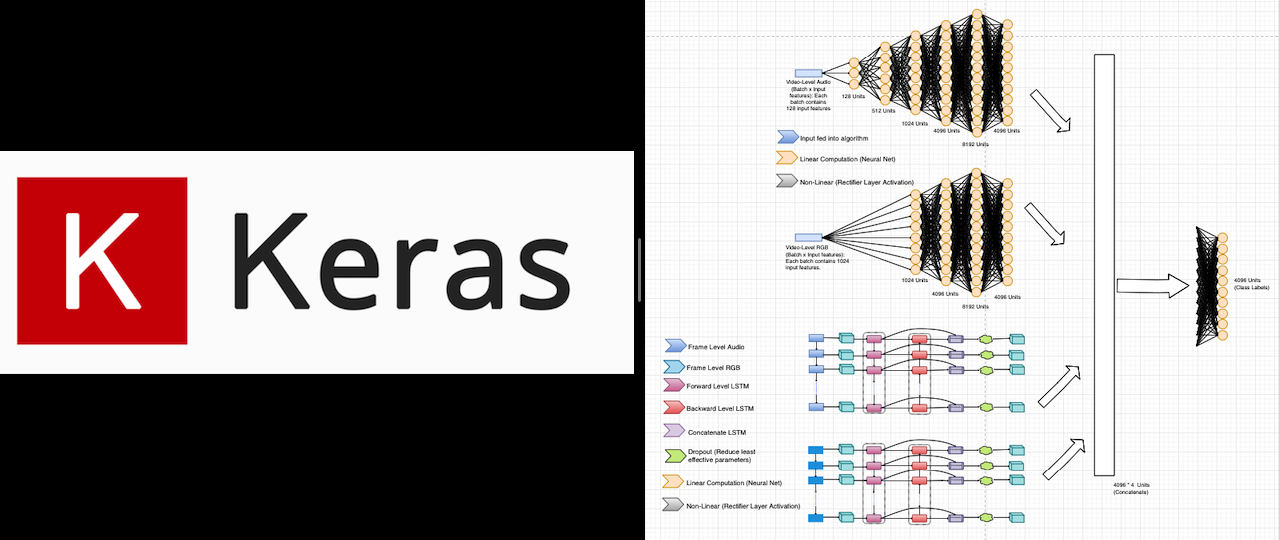 K Keras
Video-Level Audio
(Batch x Input
features): Each
batch contains
128 input features
128 Units
512 Units
1024 Units
4096 Units
8192 Units
4096 Units
Input fed into algorithm
Linear Computation (Neural Net)
Non-Linear (Rectifier Layer Activation)
Video-Level RGB
(Batch x Input features):
Each batch contains 1024
input features.
1024 Units
4096 Units
8192 Units
4096 Units
4096 Units
(Class Labels)
Frame Level Audio
Frame Level RGB
Forward Level LSTM
Backward Level LSTM
Concatenate LSTM
Dropout (Reduce least
effective parameters)
Linear Computation (Neural Net)
Non-Linear (Rectifier Layer Activation)
4096 * 4 Units
(Concatenate)